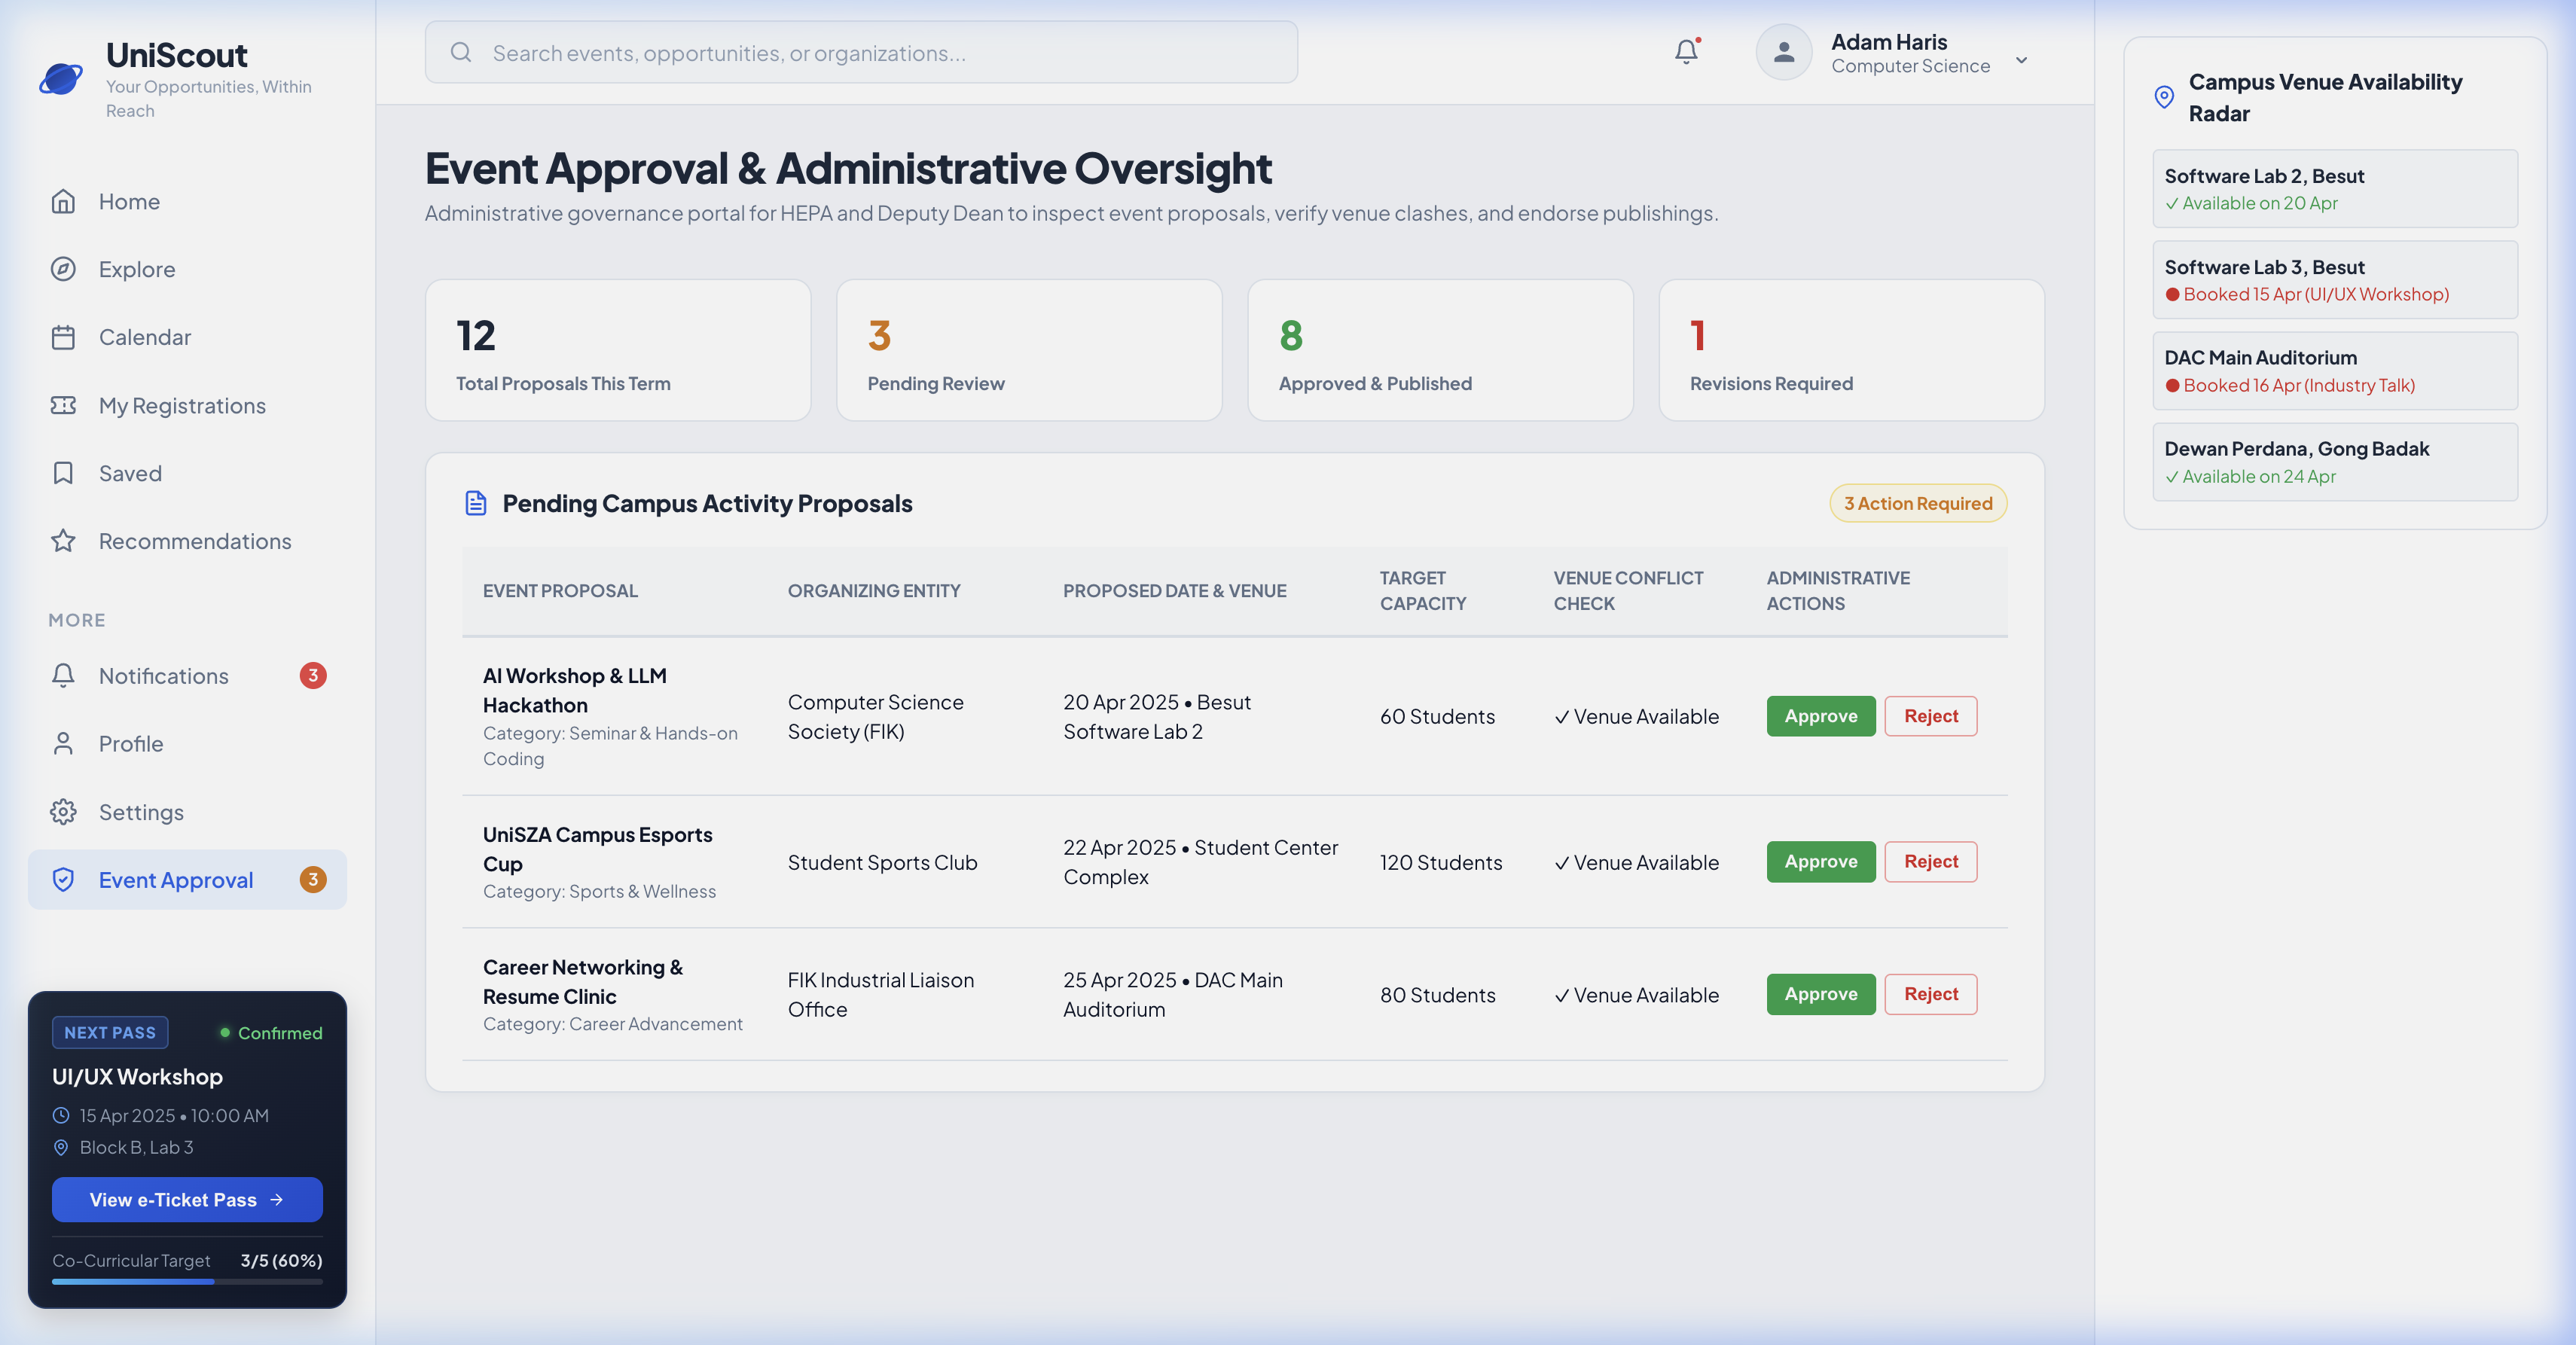 UniScout
Your Opportunities, Within
Reach
Home
Explore
Calendar
My Registrations
Saved
Recommendations
MORE
Notifications
3
Profile
Settings
Event Approval
3
NEXT PASS
Confirmed
UI/UX Workshop
15 Apr 2025 • 10:00 AM
Block B, Lab 3
View e-Ticket Pass →
Co-Curricular Target
3/5 (60%)
Search events, opportunities, or organizations...
Adam Haris
Computer Science
Event Approval & Administrative Oversight
Administrative governance portal for HEPA and Deputy Dean to inspect event proposals, verify venue clashes, and endorse publishings.
12
Total Proposals This Term
3
Pending Review
8
Approved & Published
1
Revisions Required
Pending Campus Activity Proposals
3 Action Required
EVENT PROPOSAL
ORGANIZING ENTITY
PROPOSED DATE & VENUE
TARGET
CAPACITY
VENUE CONFLICT
CHECK
ADMINISTRATIVE
ACTIONS
AI Workshop & LLM
Hackathon
Category: Seminar & Hands-on
Coding
Computer Science
Society (FIK)
20 Apr 2025 • Besut
Software Lab 2
60 Students
✓ Venue Available
Approve
Reject
UniSZA Campus Esports
Cup
Category: Sports & Wellness
Student Sports Club
22 Apr 2025 • Student Center
Complex
120 Students
✓ Venue Available
Approve
Reject
Career Networking &
Resume Clinic
Category: Career Advancement
FIK Industrial Liaison
Office
25 Apr 2025 • DAC Main
Auditorium
80 Students
✓ Venue Available
Approve
Reject
Campus Venue Availability
Radar
Software Lab 2, Besut
✓ Available on 20 Apr
Software Lab 3, Besut
Booked 15 Apr (UI/UX Workshop)
DAC Main Auditorium
Booked 16 Apr (Industry Talk)
Dewan Perdana, Gong Badak
✓ Available on 24 Apr